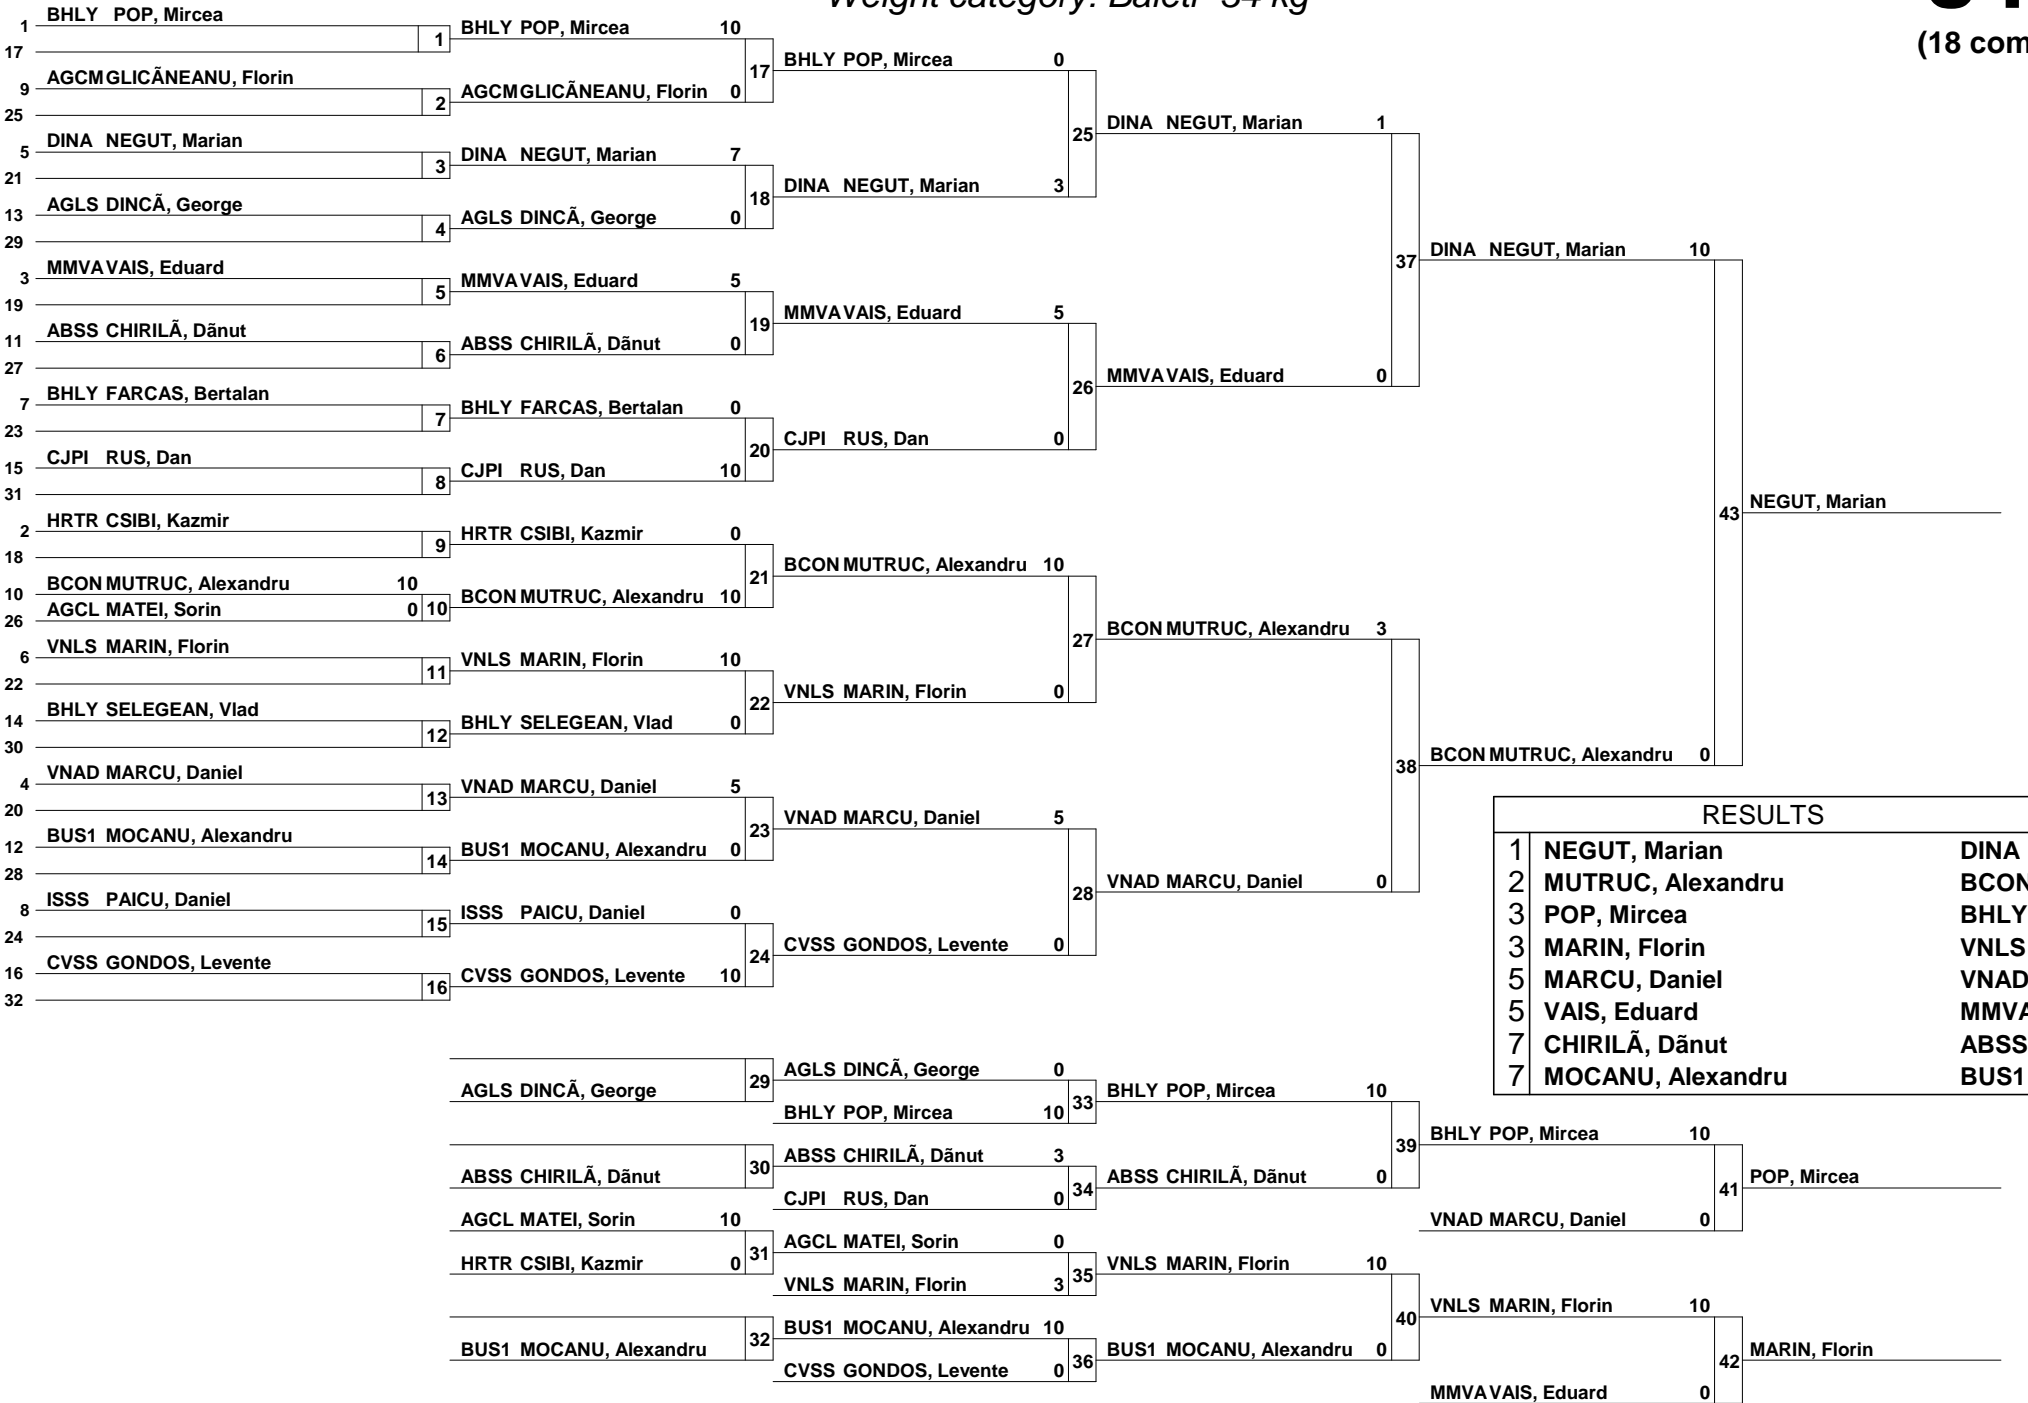 Weight category: Baieti -34 kg
(18 com
1 BHLY POP, Mircea
17
1
9 AGCM GLICÃNEANU, Florin
25
2
5 DINA NEGUT, Marian
21
3
13 AGLS DINCÃ, George
29
4
3 MMVA VAIS, Eduard
19
5
11 ABSS CHIRILÃ, Dãnut
27
6
7 BHLY FARCAS, Bertalan
23
7
15 CJPI RUS, Dan
31
8
2 HRTR CSIBI, Kazmir
18
9
10 BCON MUTRUC, Alexandru 10
26 AGCL MATEI, Sorin 0
10
6 VNLS MARIN, Florin
22
11
14 BHLY SELEGEAN, Vlad
30
12
4 VNAD MARCU, Daniel
20
13
12 BUS1 MOCANU, Alexandru
28
14
8 ISSS PAICU, Daniel
24
15
16 CVSS GONDOS, Levente
32
16
BHLY POP, Mircea 10
AGCM GLICÃNEANU, Florin 0
17
DINA NEGUT, Marian 7
AGLS DINCÃ, George 0
18
MMVA VAIS, Eduard 5
ABSS CHIRILÃ, Dãnut 0
19
BHLY FARCAS, Bertalan 0
CJPI RUS, Dan 10
20
HRTR CSIBI, Kazmir 0
BCON MUTRUC, Alexandru 10
21
VNLS MARIN, Florin 10
BHLY SELEGEAN, Vlad 0
22
VNAD MARCU, Daniel 5
BUS1 MOCANU, Alexandru 0
23
ISSS PAICU, Daniel 0
CVSS GONDOS, Levente 10
24
BHLY POP, Mircea 0
DINA NEGUT, Marian 3
25
MMVA VAIS, Eduard 5
CJPI RUS, Dan 0
26
BCON MUTRUC, Alexandru 10
VNLS MARIN, Florin 0
27
VNAD MARCU, Daniel 5
CVSS GONDOS, Levente 0
28
DINA NEGUT, Marian 1
MMVA VAIS, Eduard 0
37
BCON MUTRUC, Alexandru 3
VNAD MARCU, Daniel 0
38
DINA NEGUT, Marian 10
BCON MUTRUC, Alexandru 0
43
NEGUT, Marian
RESULTS
1 NEGUT, Marian DINA
2 MUTRUC, Alexandru BCON
3 POP, Mircea BHLY
3 MARIN, Florin VNLS
5 MARCU, Daniel VNAD
5 VAIS, Eduard MMVA
7 CHIRILÃ, Dãnut ABSS
7 MOCANU, Alexandru BUS1
AGLS DINCÃ, George
29
ABSS CHIRILÃ, Dãnut
30
AGCL MATEI, Sorin 10
HRTR CSIBI, Kazmir 0
31
BUS1 MOCANU, Alexandru
32
AGLS DINCÃ, George 0
BHLY POP, Mircea 10
33
ABSS CHIRILÃ, Dãnut 3
CJPI RUS, Dan 0
34
AGCL MATEI, Sorin 0
VNLS MARIN, Florin 3
35
BUS1 MOCANU, Alexandru 10
CVSS GONDOS, Levente 0
36
BHLY POP, Mircea 10
ABSS CHIRILÃ, Dãnut 0
39
VNLS MARIN, Florin 10
BUS1 MOCANU, Alexandru 0
40
BHLY POP, Mircea 10
VNAD MARCU, Daniel 0
41
POP, Mircea
VNLS MARIN, Florin 10
MMVA VAIS, Eduard 0
42
MARIN, Florin